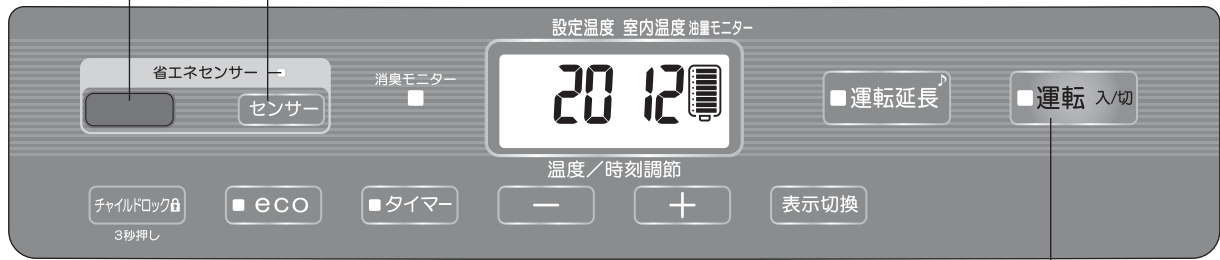 設定温度 室内温度 油量モニター
省エネセンサー
消臭モニター
センサー
20 12
運転延長♪
運転 入/切
温度/時刻調節
チャイルドロック
eco
タイマー
－
＋
表示切換
3秒押し